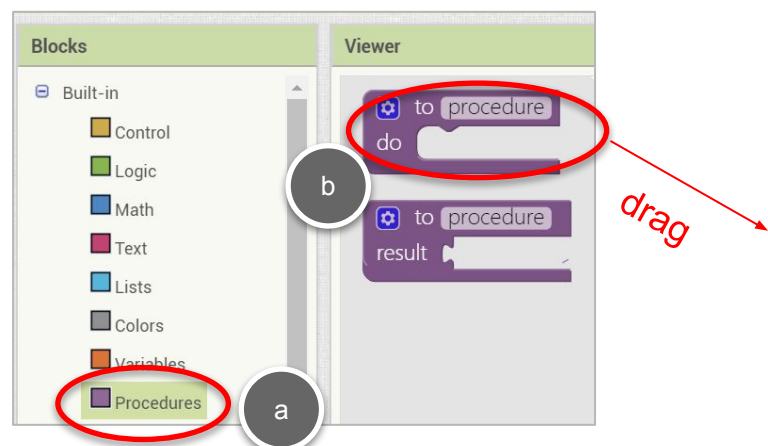 Blocks
Built-in
Control
Logic
Math
Text
Lists
Colors
Variables
Procedures
a
Viewer
to procedure
do
b
to procedure
result
drag